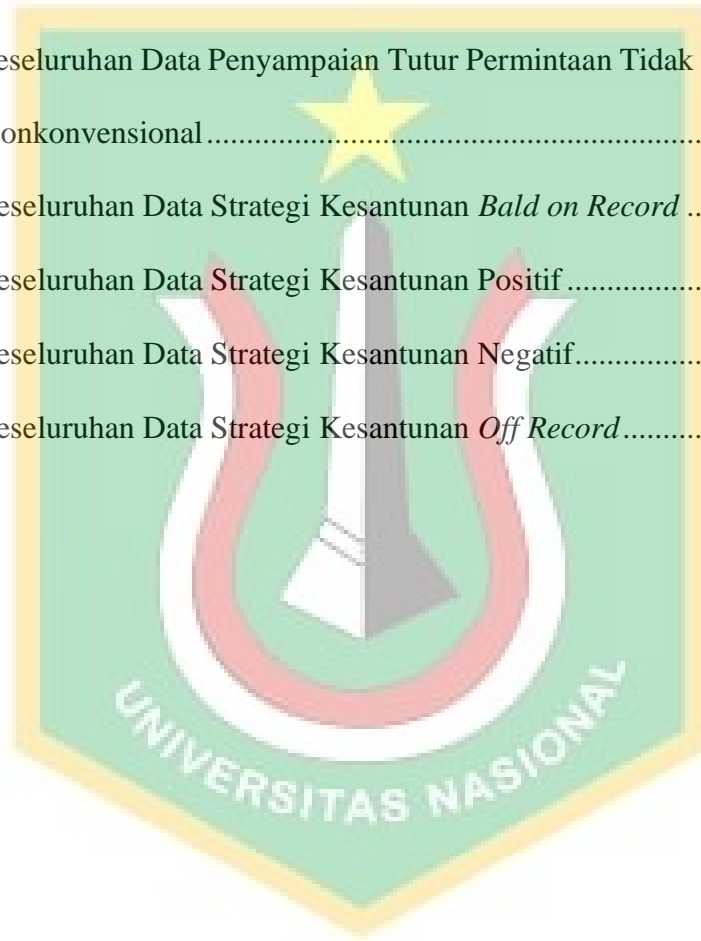 eseluruhan Data Penyampaian Tutur Permintaan Tidak
onkonvensional....................................................................
eseluruhan Data Strategi Kesantunan Bald on Record ..
eseluruhan Data Strategi Kesantunan Positif ..................
eseluruhan Data Strategi Kesantunan Negatif.................
eseluruhan Data Strategi Kesantunan Off Record...........
UNIVERSITAS NASIONAL